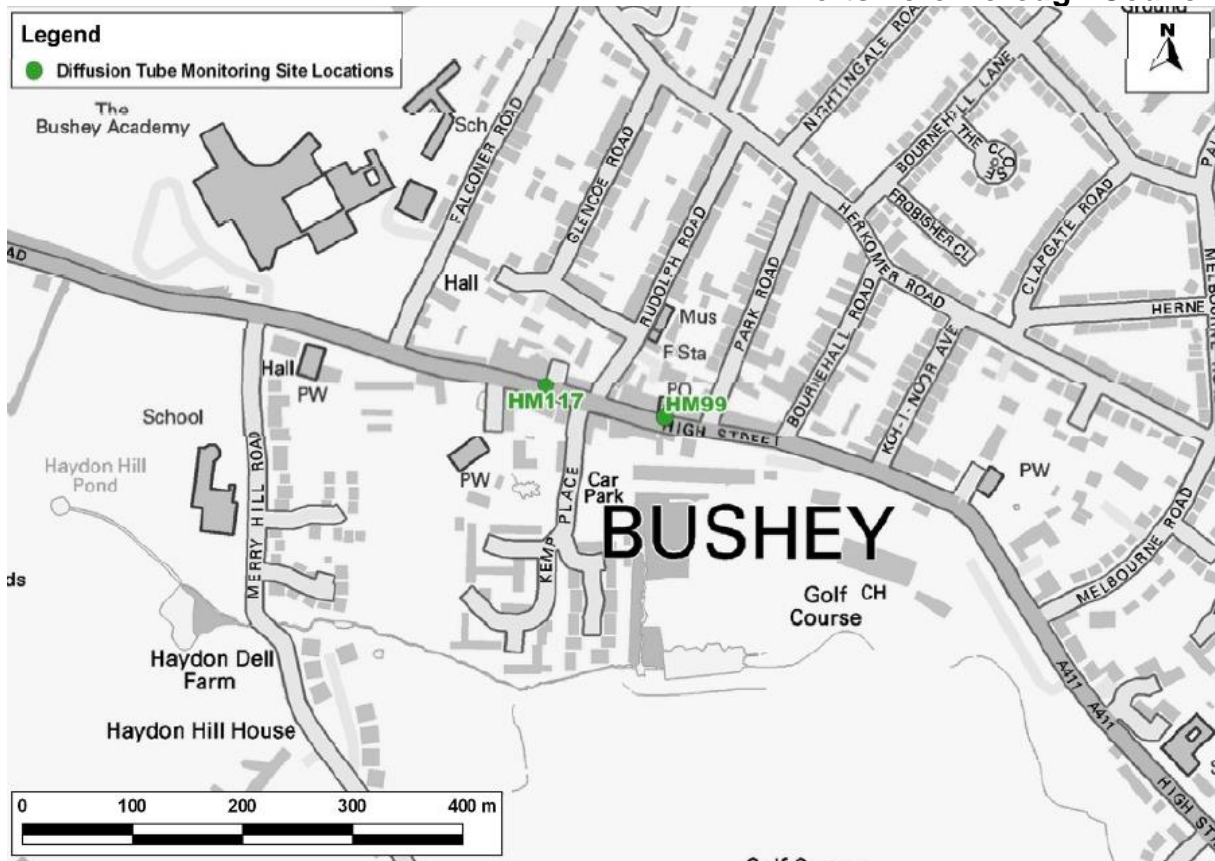 Legend
Diffusion Tube Monitoring Site Locations
N
The
Bushey Academy
Sch
FALCONER ROAD
GLENCOE ROAD
RUDOLPH ROAD
NIGHTINGALE ROAD
BOURNEHALL LANE
THE CLOSE
FROBISHER CL
HERKOMER ROAD
CLAPGATE ROAD
HERNE
PARK ROAD
BOURNEHALL ROAD
KOH-I-NOOR AVE
Hall
Mus
F Sta
PO
HM117
HM99
HIGH STREET
Hall
PW
School
Haydon Hill
Pond
MERRY HILL ROAD
PW
KEMP PLACE
Car
Park
BUSHEY
PW
MELBOURNE ROAD
Golf CH
Course
A411
A411
Haydon Dell
Farm
Haydon Hill House
0 100 200 300 400 m